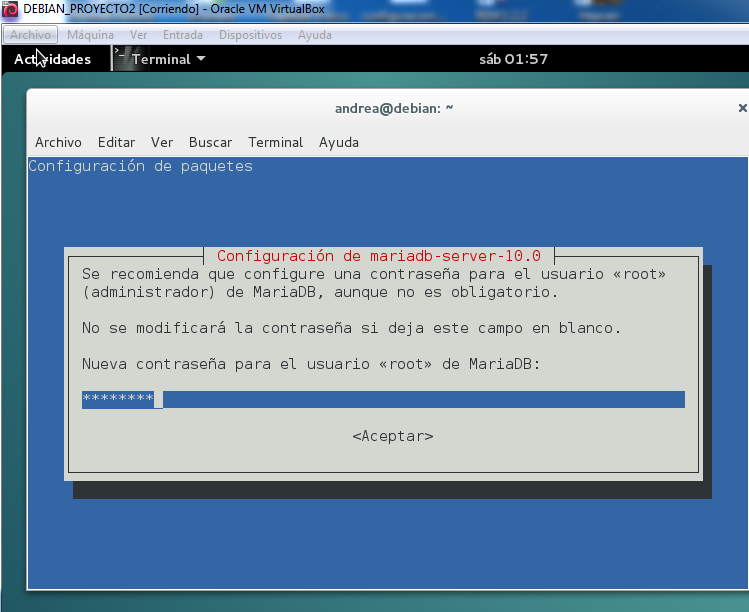 DEBIAN_PROYECTO2 [Corriendo] - Oracle VM VirtualBox
Archivo Máquina Ver Entrada Dispositivos Ayuda
Actividades Terminal sáb 01:57
andrea@debian: ~
Archivo Editar Ver Buscar Terminal Ayuda
Configuración de paquetes
Configuración de mariadb-server-10.0
Se recomienda que configure una contraseña para el usuario «root»
(administrador) de MariaDB, aunque no es obligatorio.
No se modificará la contraseña si deja este campo en blanco.
Nueva contraseña para el usuario «root» de MariaDB:
********
<Aceptar>